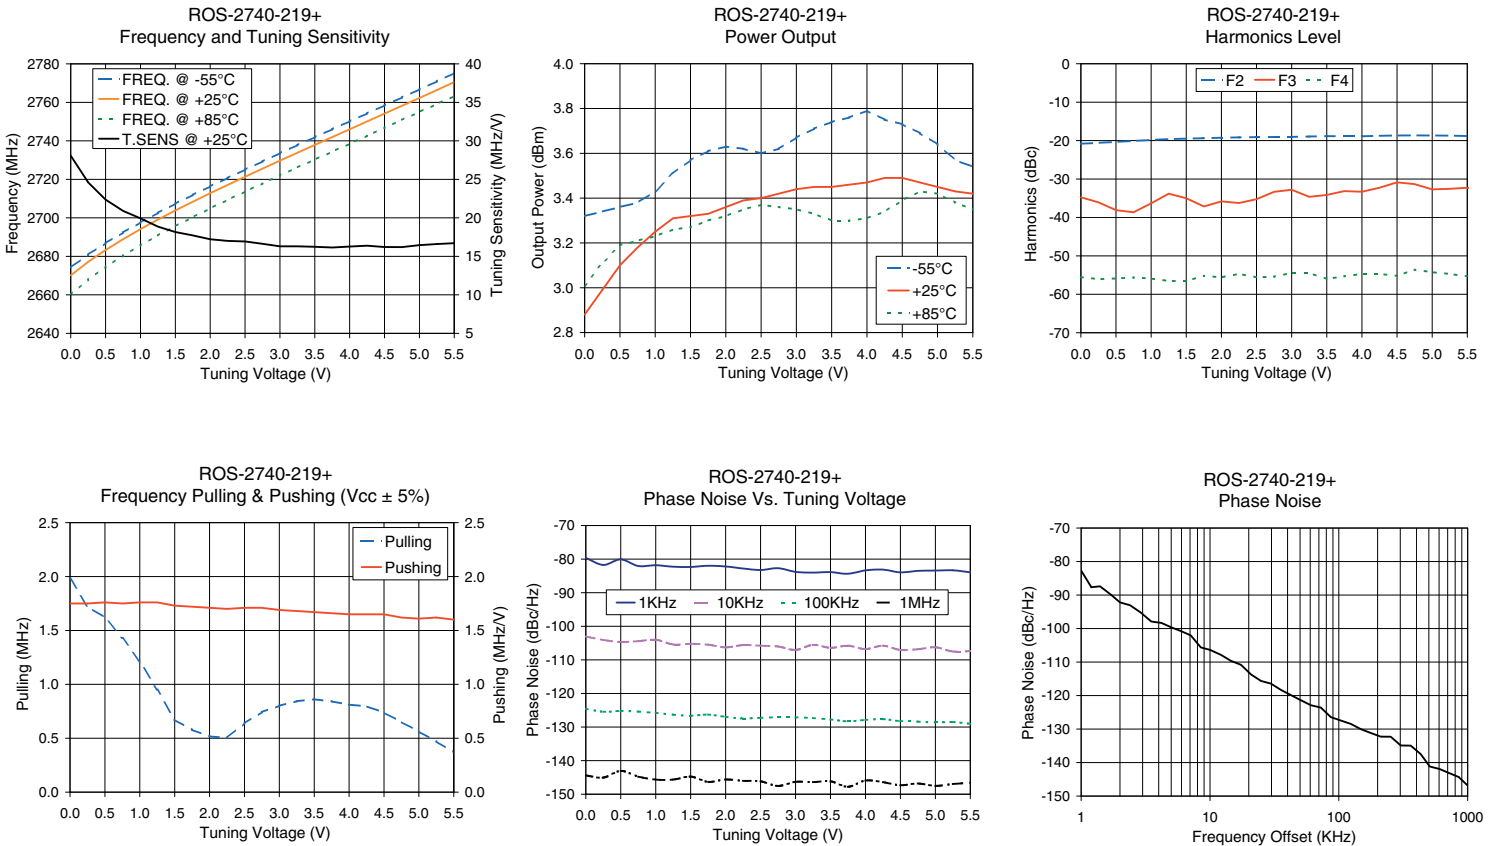 ROS-2740-219+
Frequency and Tuning Sensitivity
2780
2760
2740
2720
2700
2680
2660
2640
Frequency (MHz)
FREQ. @ -55°C
FREQ. @ +25°C
FREQ. @ +85°C
T.SENS @ +25°C
40
35
30
25
20
15
10
5
Tuning Sensitivity (MHz/V)
0.0 0.5 1.0 1.5 2.0 2.5 3.0 3.5 4.0 4.5 5.0 5.5
Tuning Voltage (V)
ROS-2740-219+
Power Output
4.0
3.8
3.6
3.4
3.2
3.0
2.8
Output Power (dBm)
-55°C
+25°C
+85°C
0.0 0.5 1.0 1.5 2.0 2.5 3.0 3.5 4.0 4.5 5.0 5.5
Tuning Voltage (V)
ROS-2740-219+
Harmonics Level
0
-10
-20
-30
-40
-50
-60
-70
Harmonics (dBc)
F2 F3 F4
0.0 0.5 1.0 1.5 2.0 2.5 3.0 3.5 4.0 4.5 5.0 5.5
Tuning Voltage (V)
ROS-2740-219+
Frequency Pulling & Pushing (Vcc ± 5%)
2.5
2.0
1.5
1.0
0.5
0.0
Pulling (MHz)
Pulling
Pushing
2.5
2.0
1.5
1.0
0.5
0.0
Pushing (MHz/V)
0.0 0.5 1.0 1.5 2.0 2.5 3.0 3.5 4.0 4.5 5.0 5.5
Tuning Voltage (V)
ROS-2740-219+
Phase Noise Vs. Tuning Voltage
-70
-80
-90
-100
-110
-120
-130
-140
-150
Phase Noise (dBc/Hz)
1KHz 10KHz 100KHz 1MHz
0.0 0.5 1.0 1.5 2.0 2.5 3.0 3.5 4.0 4.5 5.0 5.5
Tuning Voltage (V)
ROS-2740-219+
Phase Noise
-70
-80
-90
-100
-110
-120
-130
-140
-150
Phase Noise (dBc/Hz)
1 10 100 1000
Frequency Offset (KHz)